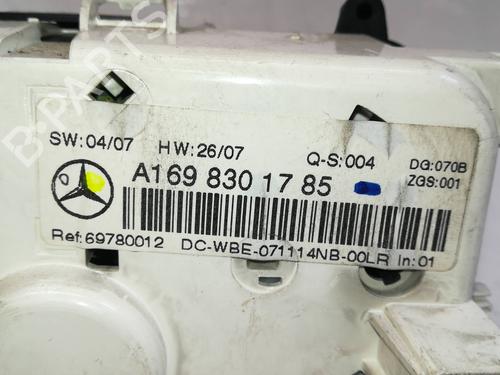 SW:04/07 HW:26/07 Q-S:004 DG:070B
ZGS:001
A169 830 17 85
Ref:69780012 DC-WBE-071114NB-00LR In:01
B-PARTS